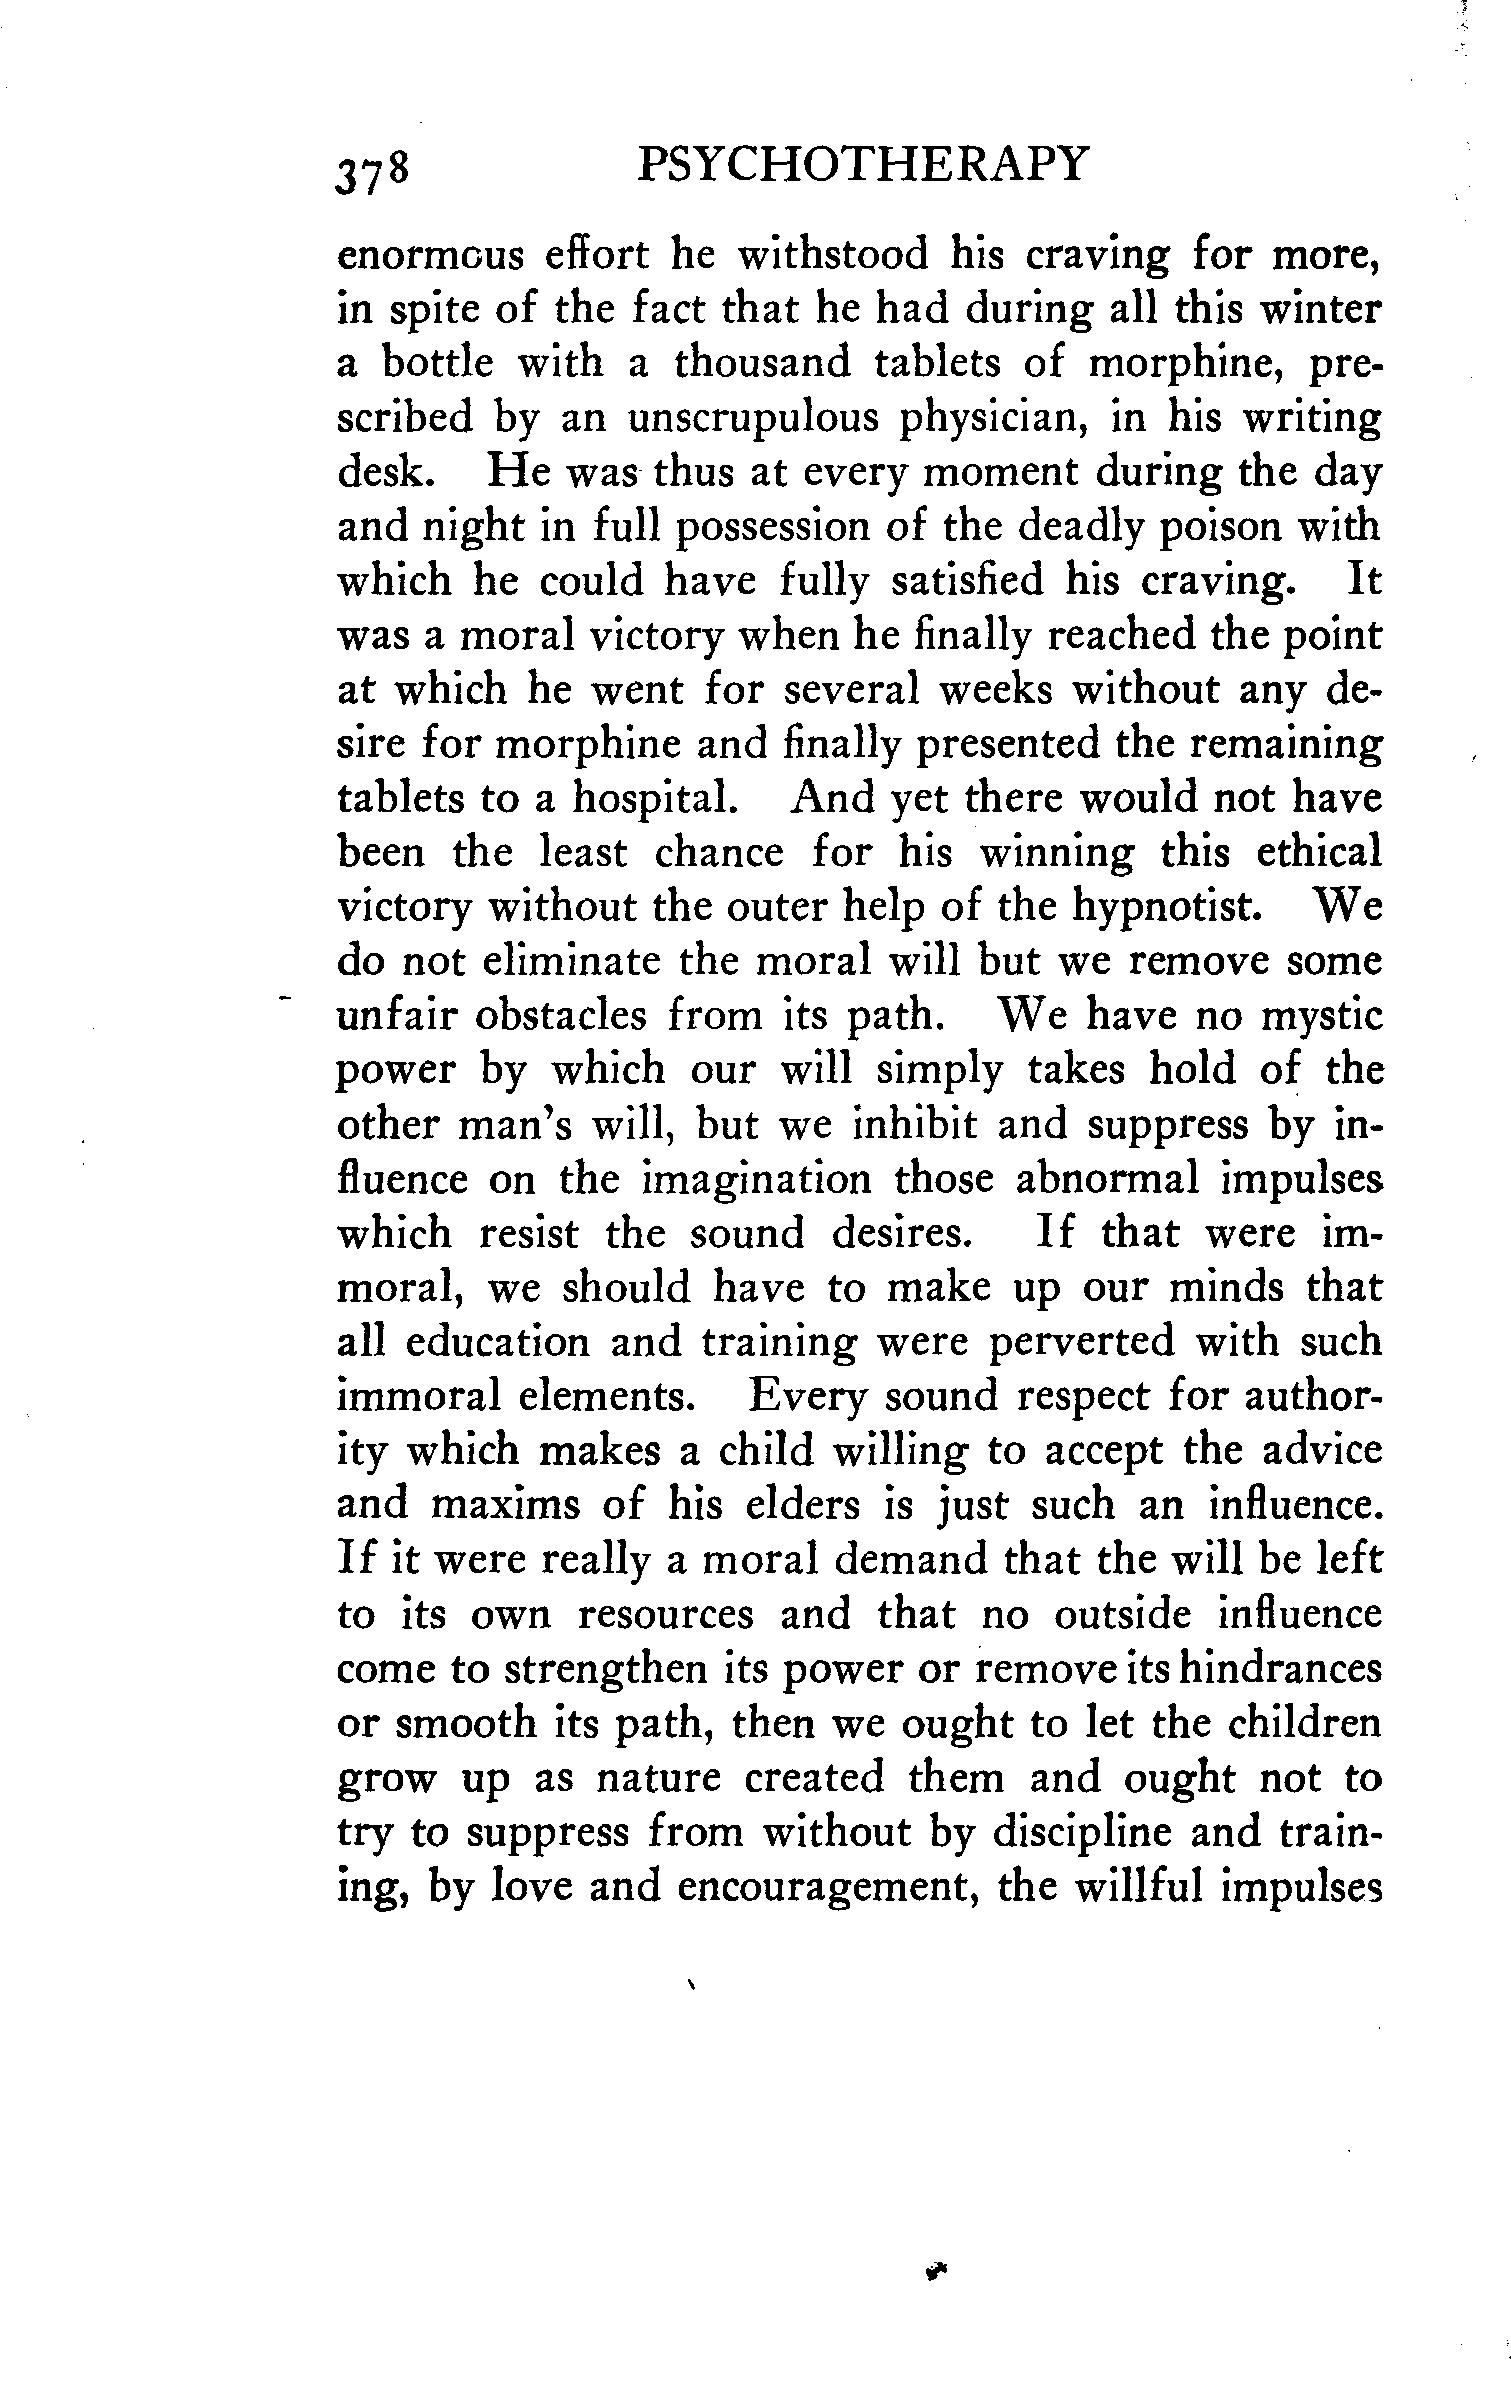 378 PSYCHOTHERAPY
enormous effort he withstood his craving for more,
in spite of the fact that he had during all this winter
a bottle with a thousand tablets of morphine, pre-
scribed by an unscrupulous physician, in his writing
desk. He was thus at every moment during the day
and night in full possession of the deadly poison with
which he could have fully satisfied his craving. It
was a moral victory when he finally reached the point
at which he went for several weeks without any de-
sire for morphine and finally presented the remaining
tablets to a hospital. And yet there would not have
been the least chance for his winning this ethical
victory without the outer help of the hypnotist. We
do not eliminate the moral will but we remove some
unfair obstacles from its path. We have no mystic
power by which our will simply takes hold of the
other man's will, but we inhibit and suppress by in-
fluence on the imagination those abnormal impulses
which resist the sound desires. If that were im-
moral, we should have to make up our minds that
all education and training were perverted with such
immoral elements. Every sound respect for author-
ity which makes a child willing to accept the advice
and maxims of his elders is just such an influence.
If it were really a moral demand that the will be left
to its own resources and that no outside influence
come to strengthen its power or remove its hindrances
or smooth its path, then we ought to let the children
grow up as nature created them and ought not to
try to suppress from without by discipline and train-
ing, by love and encouragement, the willful impulses